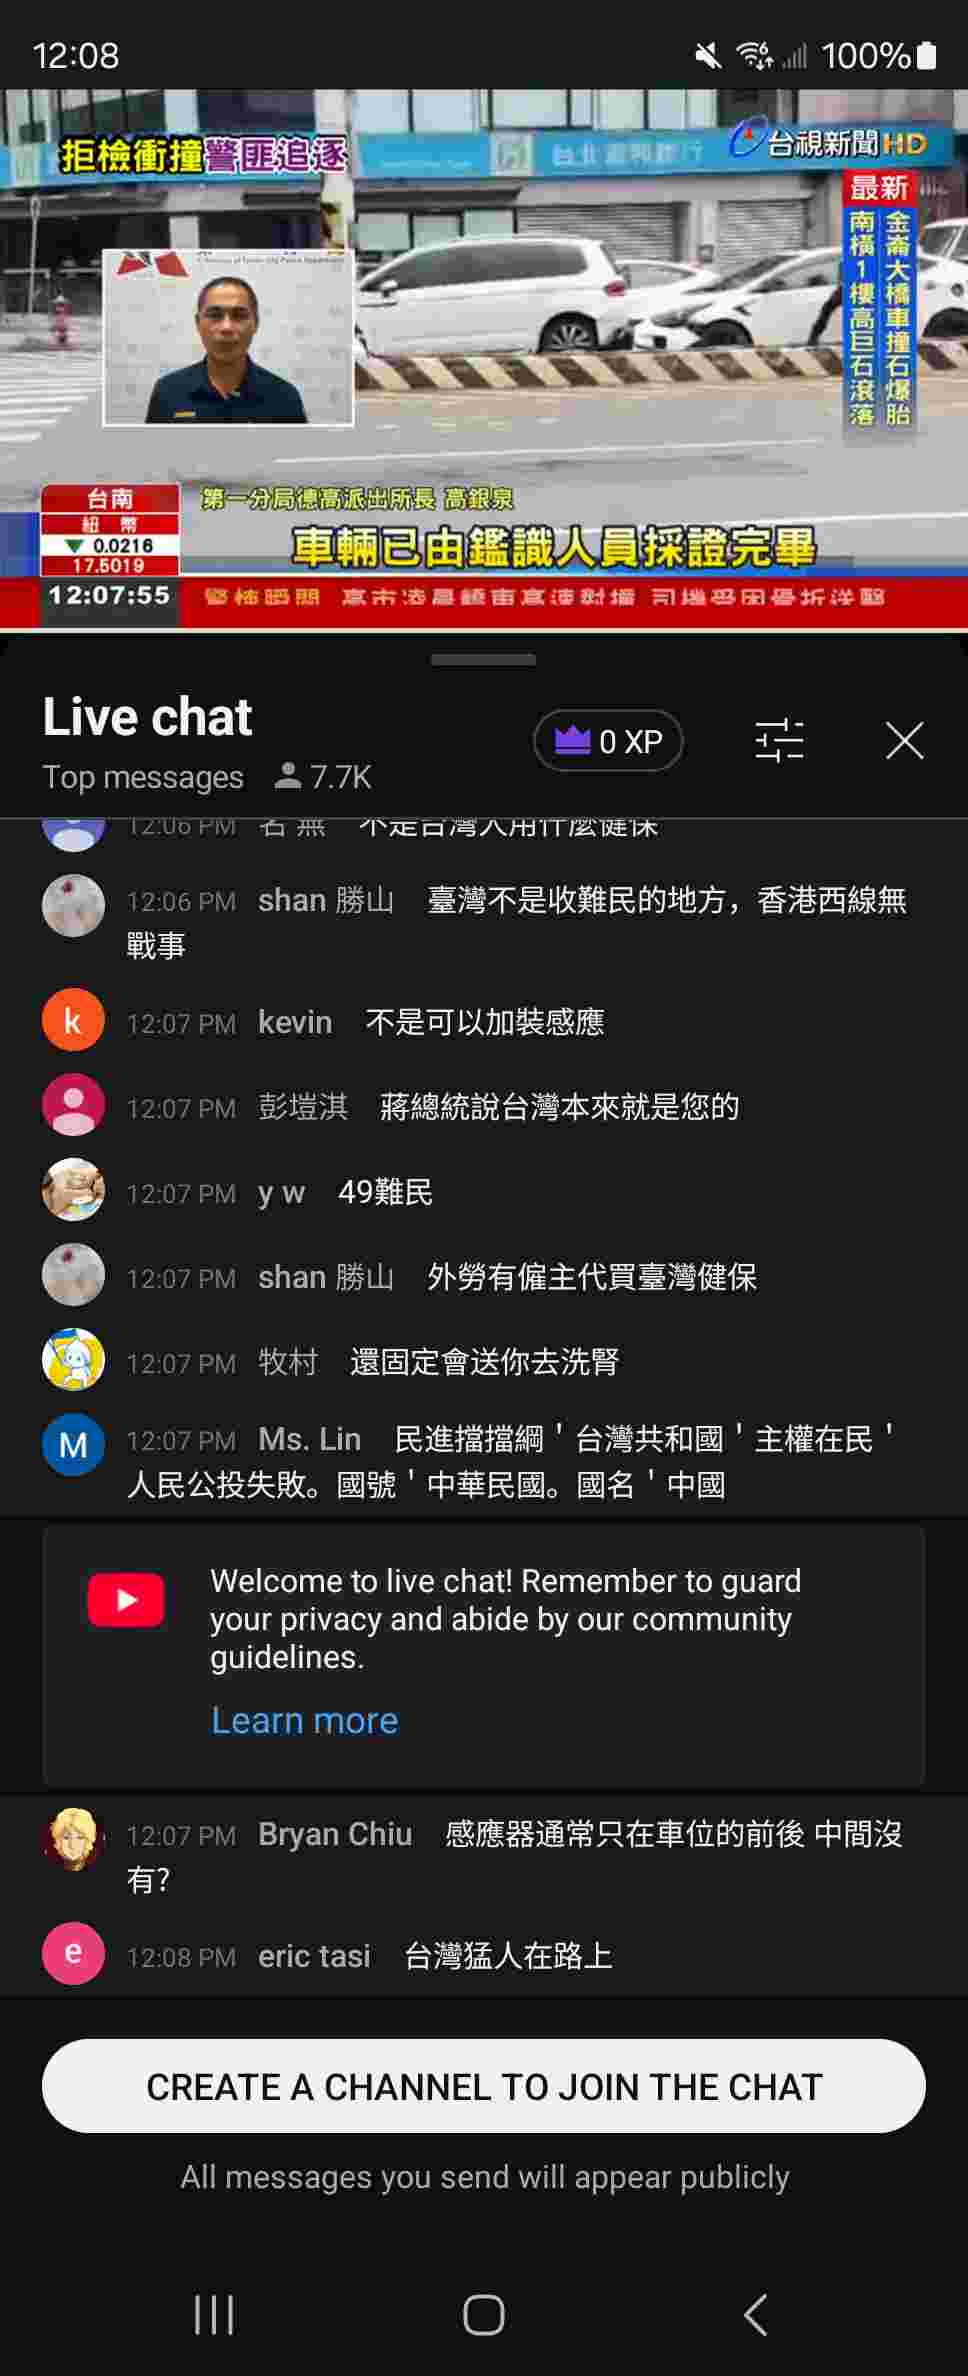 12:08
100%
拒檢衝撞警匪追逐
台視新聞HD
最新
金崙大橋車撞石爆胎
南橫1樓高巨石滾落
台南
紐 幣
▼ 0.0216
17.5019
第一分局德高派出所長 高銀泉
車輛已由鑑識人員採證完畢
12:07:55
Live chat
0 XP
Top messages 7.7K
12:06 PM 名 無 不是台灣人用什麼健保
12:06 PM shan 勝山 臺灣不是收難民的地方，香港西線無
戰事
12:07 PM kevin 不是可以加裝感應
12:07 PM 彭塏淇 蔣總統說台灣本來就是您的
12:07 PM y w 49難民
12:07 PM shan 勝山 外勞有僱主代買臺灣健保
12:07 PM 牧村 還固定會送你去洗腎
M 12:07 PM Ms. Lin 民進擋擋綱＇台灣共和國＇主權在民＇
人民公投失敗。國號＇中華民國。國名＇中國
Welcome to live chat! Remember to guard
your privacy and abide by our community
guidelines.
Learn more
12:07 PM Bryan Chiu 感應器通常只在車位的前後 中間沒
有?
e 12:08 PM eric tasi 台灣猛人在路上
CREATE A CHANNEL TO JOIN THE CHAT
All messages you send will appear publicly